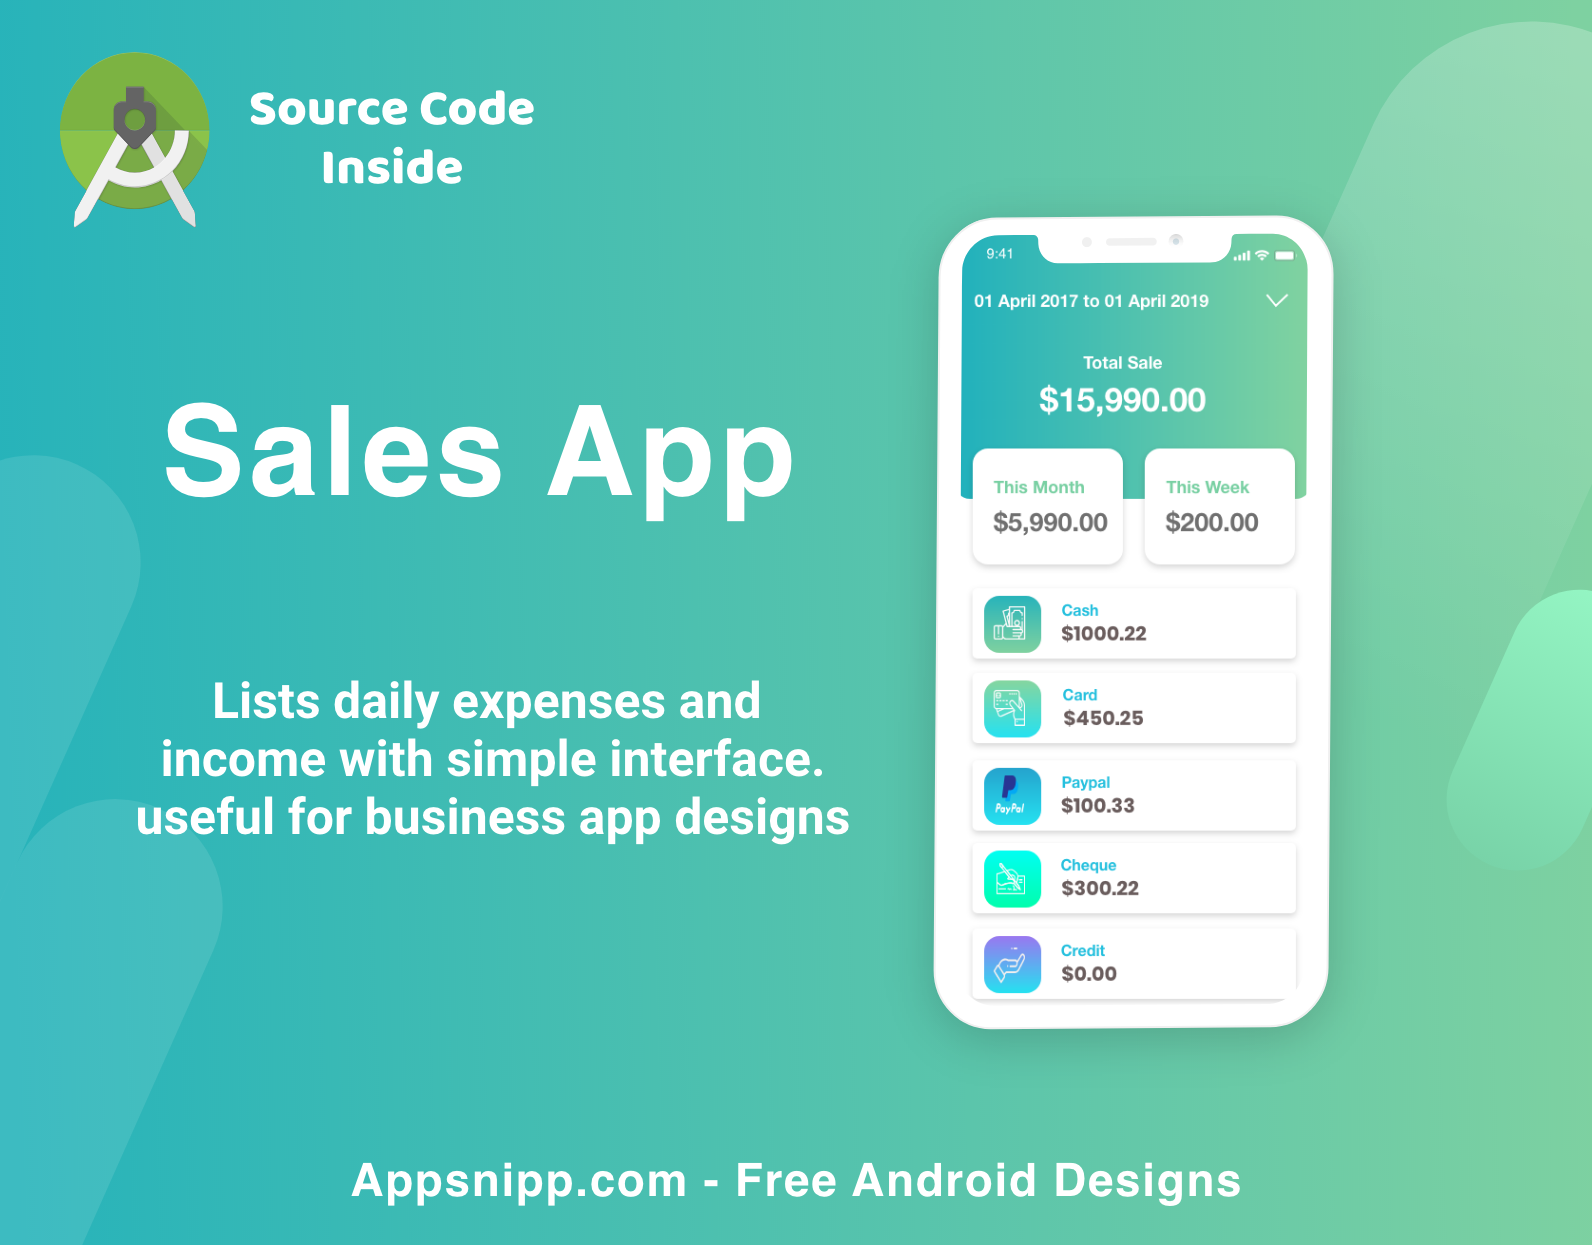 Source Code
Inside
Sales App
Lists daily expenses and
income with simple interface.
useful for business app designs
9:41
01 April 2017 to 01 April 2019
Total Sale
$15,990.00
This Month
$5,990.00
This Week
$200.00
Cash
$1000.22
Card
$450.25
PayPal
Paypal
$100.33
Cheque
$300.22
Credit
$0.00
Appsnipp.com - Free Android Designs